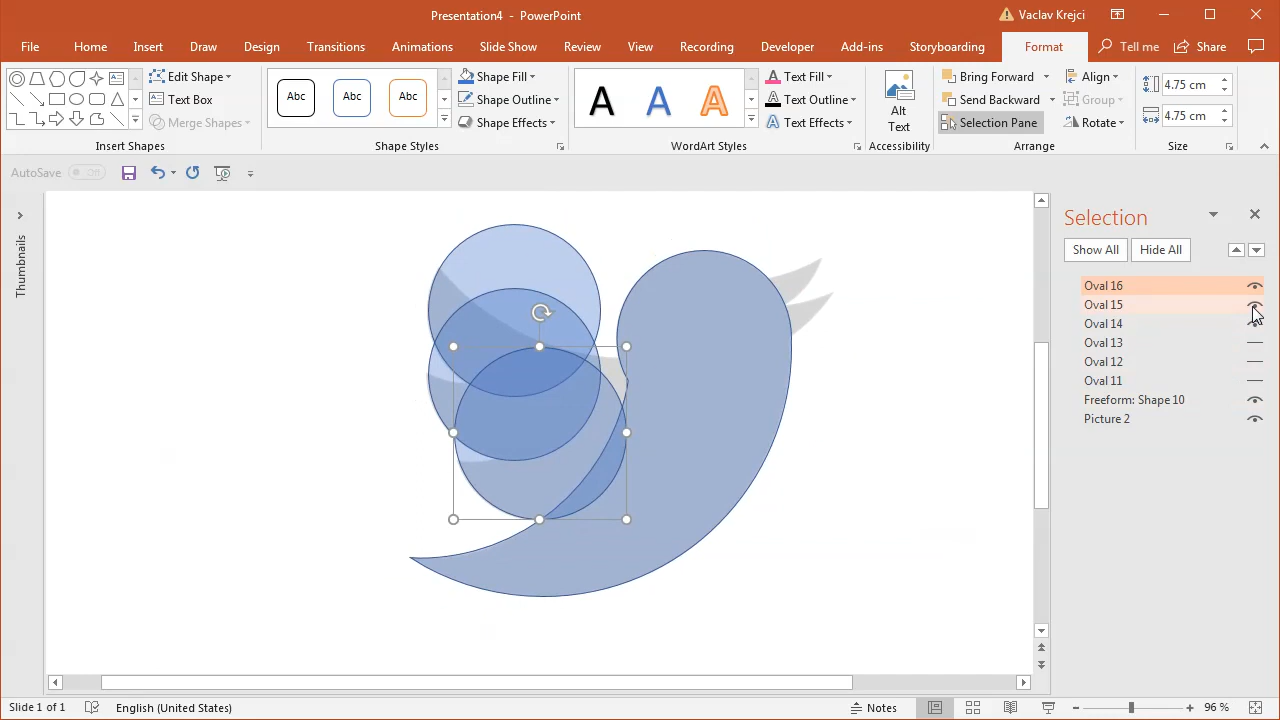 Presentation4 - PowerPoint
Vaclav Krejci
File Home Insert Draw Design Transitions Animations Slide Show Review View Recording Developer Add-ins Storyboarding Format Tell me Share
Edit Shape
Text Box
Merge Shapes
Insert Shapes
Abc Abc Abc
Shape Fill
Shape Outline
Shape Effects
Shape Styles
A A A
Text Fill
Text Outline
Text Effects
WordArt Styles
Alt
Text
Accessibility
Bring Forward
Send Backward
Selection Pane
Align
Group
Rotate
Arrange
4.75 cm
4.75 cm
Size
AutoSave Off
Thumbnails
Selection
Show All Hide All
Oval 16
Oval 15
Oval 14
Oval 13
Oval 12
Oval 11
Freeform: Shape 10
Picture 2
Slide 1 of 1 English (United States) Notes 96 %